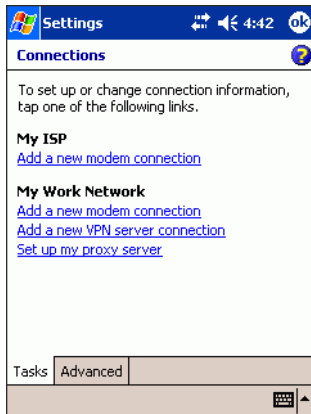 Settings 4:42 ok
Connections ?
To set up or change connection information,
tap one of the following links.
My ISP
Add a new modem connection
My Work Network
Add a new modem connection
Add a new VPN server connection
Set up my proxy server
Tasks Advanced